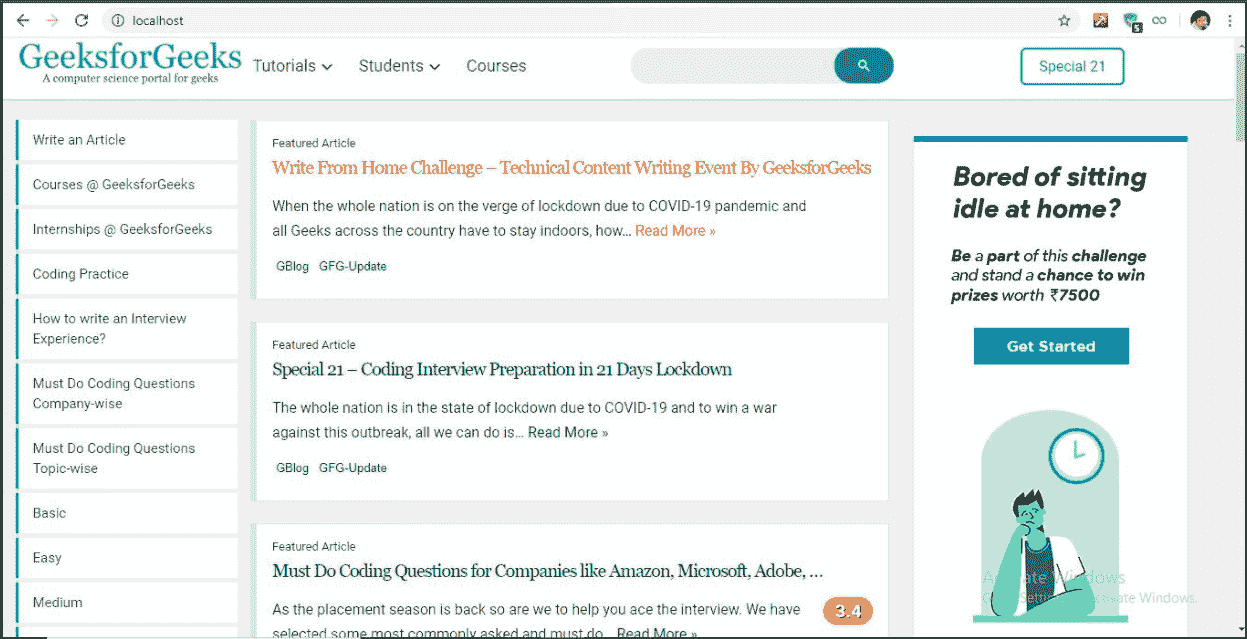 localhost
5
GeeksforGeeks
A computer science portal for geeks
Tutorials
Students
Courses
Special 21
Write an Article
Courses @ GeeksforGeeks
Internships @ GeeksforGeeks
Coding Practice
How to write an Interview
Experience?
Must Do Coding Questions
Company-wise
Must Do Coding Questions
Topic-wise
Basic
Easy
Medium
Featured Article
Write From Home Challenge – Technical Content Writing Event By GeeksforGeeks
When the whole nation is on the verge of lockdown due to COVID-19 pandemic and
all Geeks across the country have to stay indoors, how... Read More »
GBlog GFG-Update
Featured Article
Special 21 – Coding Interview Preparation in 21 Days Lockdown
The whole nation is in the state of lockdown due to COVID-19 and to win a war
against this outbreak, all we can do is... Read More »
GBlog GFG-Update
Featured Article
Must Do Coding Questions for Companies like Amazon, Microsoft, Adobe, …
As the placement season is back so are we to help you ace the interview. We have
selected some most commonly asked and must do... Read More »
3.4
Bored of sitting
idle at home?
Be a part of this challenge
and stand a chance to win
prizes worth ₹7500
Get Started
Activate Windows
Windows.